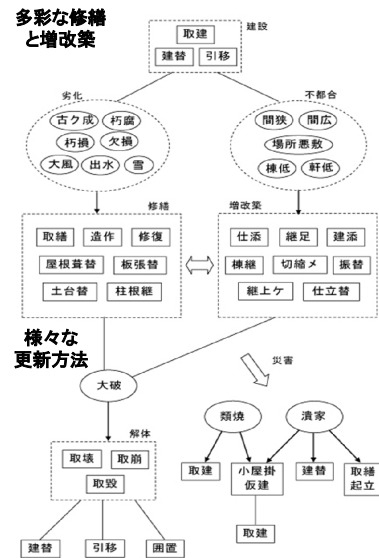 多彩な修繕
と増改築
建設
取建
建替 引移
劣化
古ク成 朽腐
朽損 欠損
大風 出水 雪
不都合
間狭 間広
場所悪敷
棟低 軒低
修繕
取繕 造作 修復
屋根葺替 板張替
土台替 柱根継
増改築
仕添 継足 建添
棟継 切縮メ 振替
継上ケ 仕立替
様々な
更新方法
大破
災害
解体
取壊 取崩
取毀
建替 引移 囲置
類焼 潰家
取建 小屋掛
仮建
建替 取繕
起立
取建